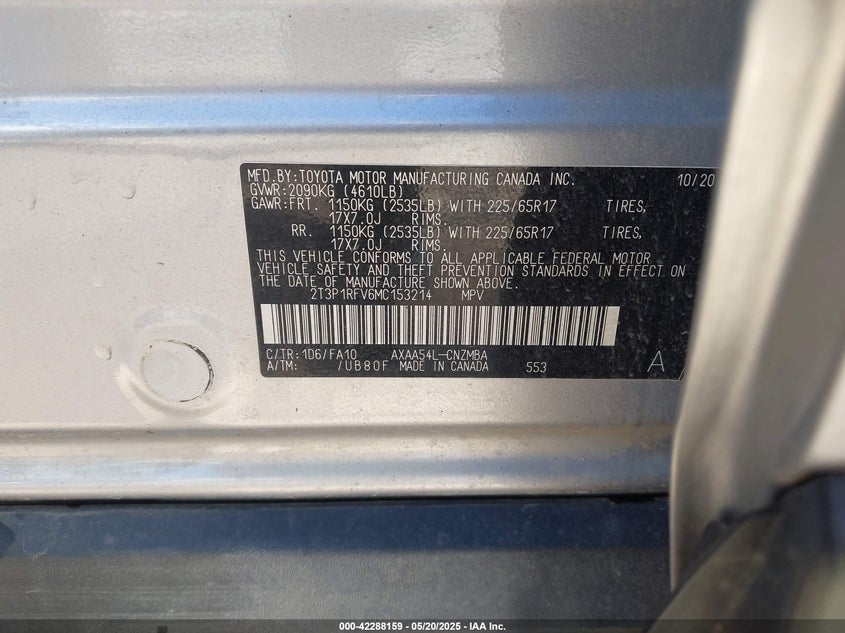 MFD.BY:TOYOTA MOTOR MANUFACTURING CANADA INC. 10/20
GVWR:2090KG (4610LB)
GAWR:FRT. 1150KG (2535LB) WITH 225/65R17 TIRES,
17X7.0J RIMS.
RR. 1150KG (2535LB) WITH 225/65R17 TIRES,
17X7.0J RIMS.
THIS VEHICLE CONFORMS TO ALL APPLICABLE FEDERAL MOTOR
VEHICLE SAFETY AND THEFT PREVENTION STANDARDS IN EFFECT ON
THE DATE OF MANUFACTURE SHOWN ABOVE.
2T3P1RFV6MC153214 MPV
C/TR:1D6/FA10 AXAA54L-CNZMBA
A/TM: /UB80F MADE IN CANADA 553 A
000-42288159 — 05/20/2025 — IAA Inc.